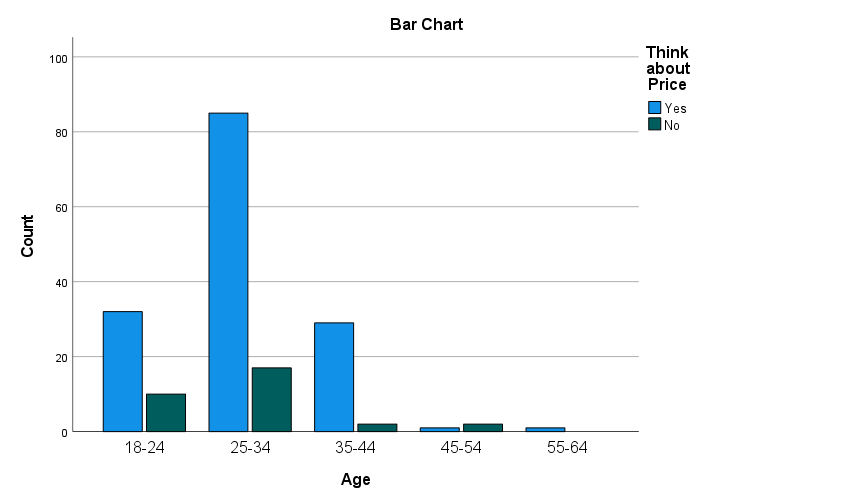 Bar Chart
Think
about
Price
Yes
No
100
80
60
40
20
0
Count
18-24
25-34
35-44
45-54
55-64
Age